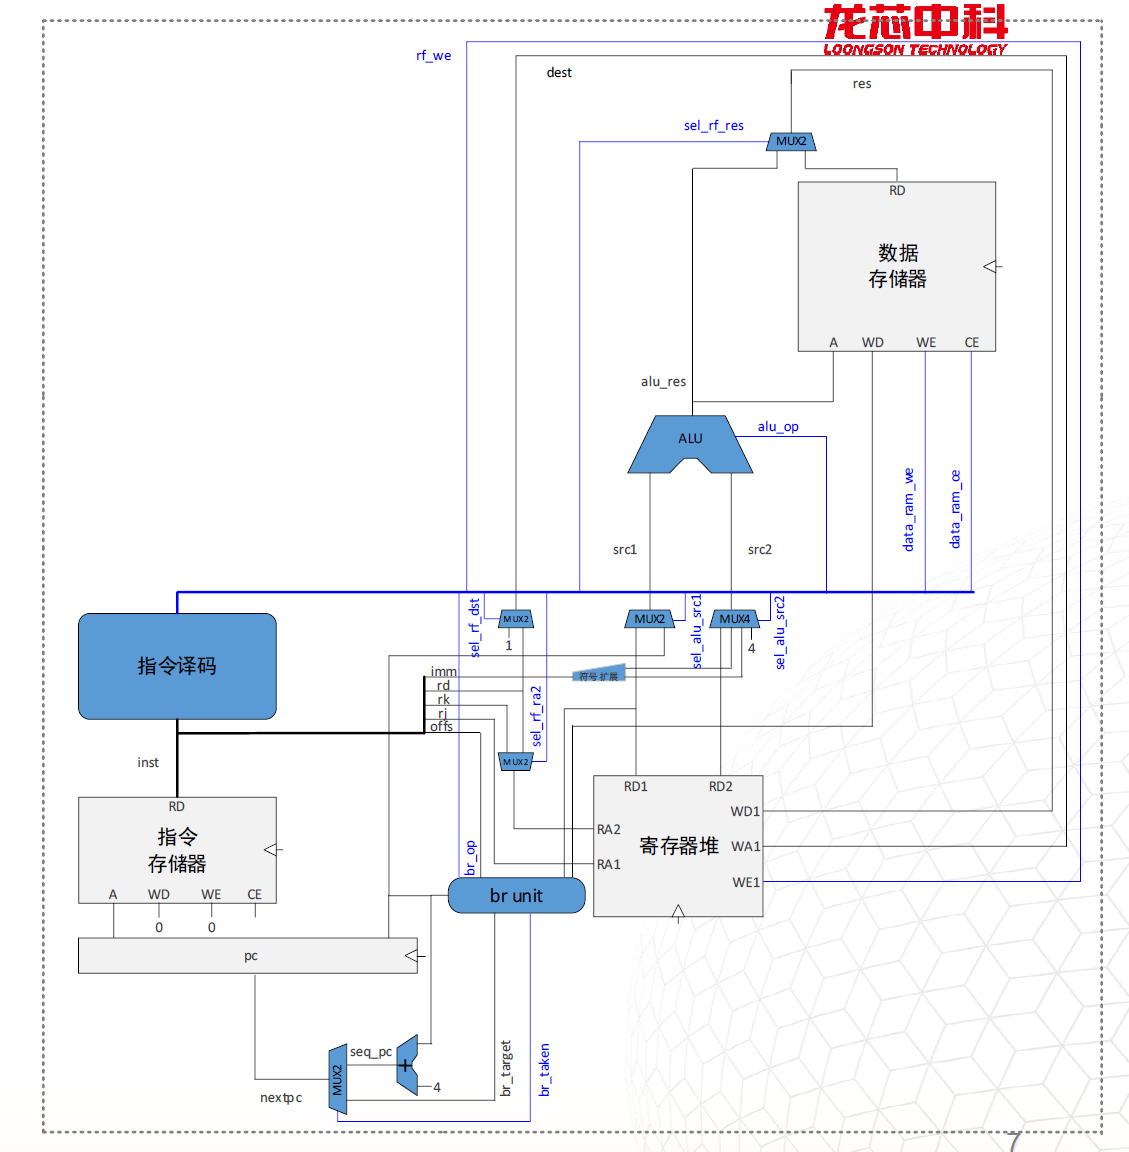 龙芯中科
LOONGSON TECHNOLOGY
rf_we
dest
res
sel_rf_res
MUX2
RD
数据
存储器
A WD WE CE
alu_res
ALU
alu_op
data_ram_we
data_ram_ce
src1
src2
sel_rf_dst
MUX2
1
MUX2
sel_alu_src1
MUX4
4
sel_alu_src2
指令译码
imm
rd
rk
rj
offs
符号扩展
sel_rf_ra2
MUX2
inst
RD
指令
存储器
A WD WE CE
0 0
RD1 RD2
WD1
RA2
寄存器堆
WA1
RA1
WE1
br_op
br unit
pc
seq_pc
+
4
MUX2
nextpc
br_target
br_taken
7